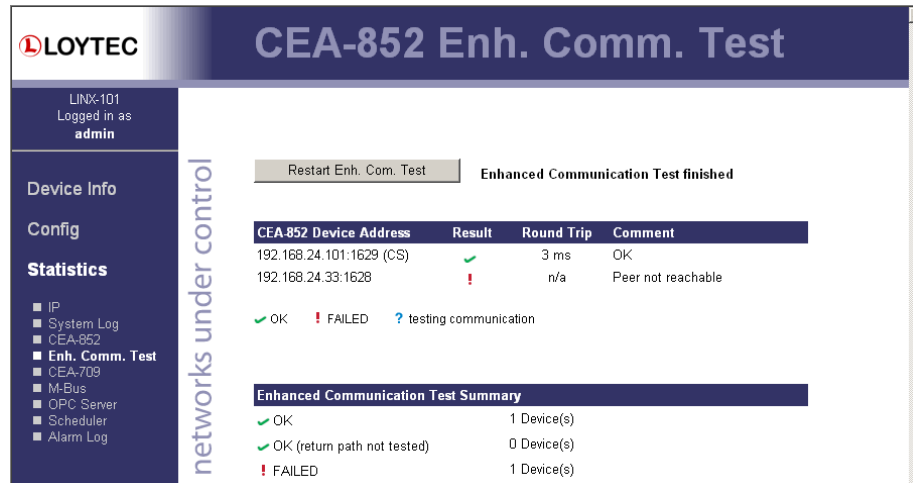 LOYTEC
CEA-852 Enh. Comm. Test
LINX-101
Logged in as
admin
Device Info
Config
Statistics
IP
System Log
CEA-852
Enh. Comm. Test
CEA-709
M-Bus
OPC Server
Scheduler
Alarm Log
networks under control
Restart Enh. Com. Test Enhanced Communication Test finished
CEA-852 Device Address Result Round Trip Comment
192.168.24.101:1629 (CS) 3 ms OK
192.168.24.33:1628 ! n/a Peer not reachable
OK ! FAILED ? testing communication
Enhanced Communication Test Summary
OK 1 Device(s)
OK (return path not tested) 0 Device(s)
! FAILED 1 Device(s)